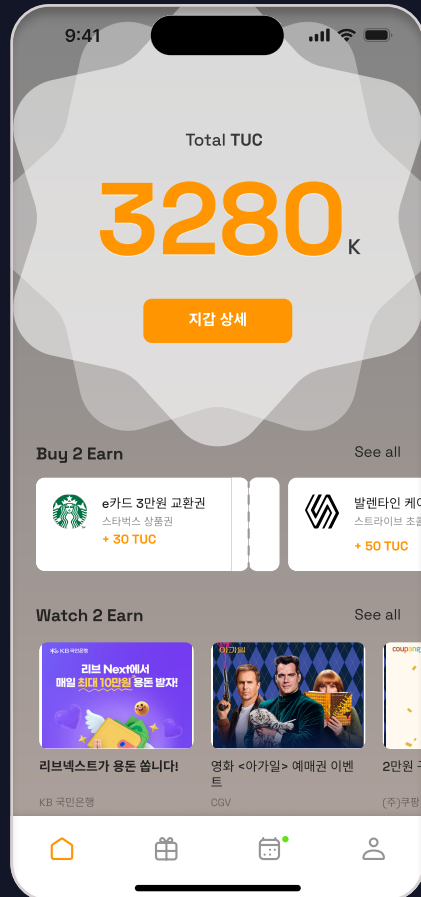 9:41
Total TUC
3280 K
지갑 상세
Buy 2 Earn
See all
e카드 3만원 교환권
스타벅스 상품권
+ 30 TUC
발렌타인 케이
스트라이브 초콜
+ 50 TUC
Watch 2 Earn
See all
KB 국민은행
리브 Next에서
매일 최대 10만원 용돈 받자!
아가일
coupang
리브넥스트가 용돈 쏩니다!
영화 <아가일> 예매권 이벤
트
2만원
KB 국민은행
CGV
(주)쿠팡